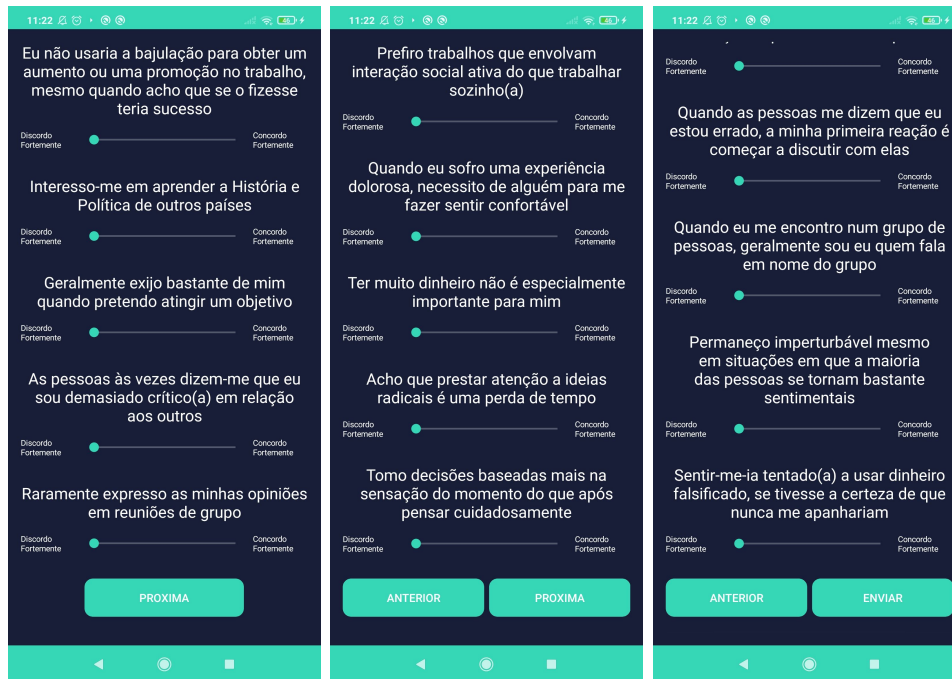 11:22
46
Eu não usaria a bajulação para obter um
aumento ou uma promoção no trabalho,
mesmo quando acho que se o fizesse
teria sucesso
Discordo
Fortemente
Concordo
Fortemente
Interesso-me em aprender a História e
Política de outros países
Discordo
Fortemente
Concordo
Fortemente
Geralmente exijo bastante de mim
quando pretendo atingir um objetivo
Discordo
Fortemente
Concordo
Fortemente
As pessoas às vezes dizem-me que eu
sou demasiado crítico(a) em relação
aos outros
Discordo
Fortemente
Concordo
Fortemente
Raramente expresso as minhas opiniões
em reuniões de grupo
Discordo
Fortemente
Concordo
Fortemente
PROXIMA
11:22
46
Prefiro trabalhos que envolvam
interação social ativa do que trabalhar
sozinho(a)
Discordo
Fortemente
Concordo
Fortemente
Quando eu sofro uma experiência
dolorosa, necessito de alguém para me
fazer sentir confortável
Discordo
Fortemente
Concordo
Fortemente
Ter muito dinheiro não é especialmente
importante para mim
Discordo
Fortemente
Concordo
Fortemente
Acho que prestar atenção a ideias
radicais é uma perda de tempo
Discordo
Fortemente
Concordo
Fortemente
Tomo decisões baseadas mais na
sensação do momento do que após
pensar cuidadosamente
Discordo
Fortemente
Concordo
Fortemente
ANTERIOR
PROXIMA
11:22
46
Discordo
Fortemente
Concordo
Fortemente
Quando as pessoas me dizem que eu
estou errado, a minha primeira reação é
começar a discutir com elas
Discordo
Fortemente
Concordo
Fortemente
Quando eu me encontro num grupo de
pessoas, geralmente sou eu quem fala
em nome do grupo
Discordo
Fortemente
Concordo
Fortemente
Permaneço imperturbável mesmo
em situações em que a maioria
das pessoas se tornam bastante
sentimentais
Discordo
Fortemente
Concordo
Fortemente
Sentir-me-ia tentado(a) a usar dinheiro
falsificado, se tivesse a certeza de que
nunca me apanhariam
Discordo
Fortemente
Concordo
Fortemente
ANTERIOR
ENVIAR